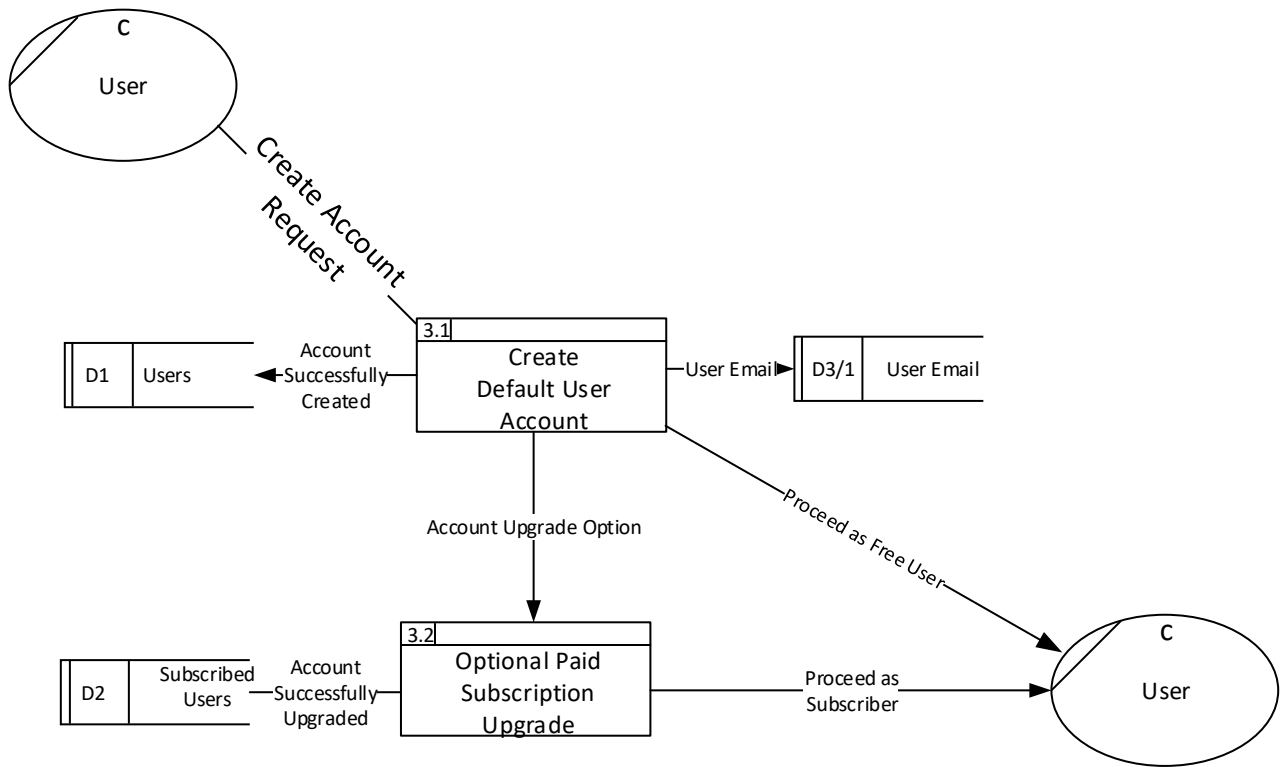 C
User
Create Account
Request
3.1
Create
Default User
Account
D1
Users
Account
Successfully
Created
User Email
D3/1
User Email
Account Upgrade Option
Proceed as Free User
3.2
Optional Paid
Subscription
Upgrade
D2
Subscribed
Users
Account
Successfully
Upgraded
Proceed as
Subscriber
C
User